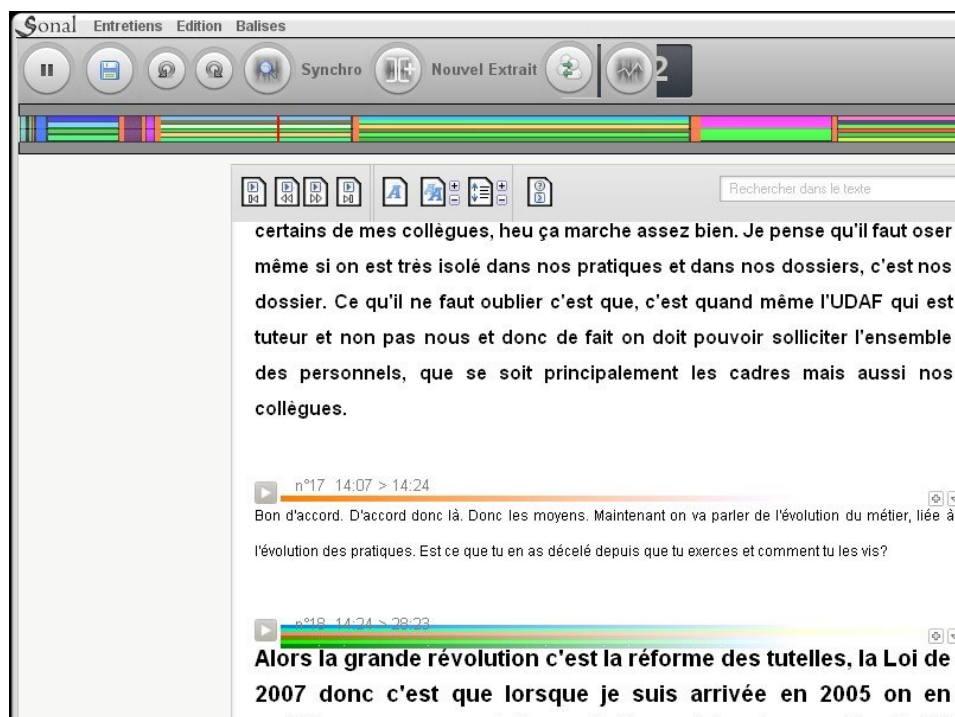 Sonal Entretiens Edition Balises
Synchro Nouvel Extrait 2
Rechercher dans le texte
certains de mes collègues, heu ça marche assez bien. Je pense qu'il faut oser
même si on est très isolé dans nos pratiques et dans nos dossiers, c'est nos
dossier. Ce qu'il ne faut oublier c'est que, c'est quand même l'UDAF qui est
tuteur et non pas nous et donc de fait on doit pouvoir solliciter l'ensemble
des personnels, que se soit principalement les cadres mais aussi nos
collègues.
n°17 14:07 > 14:24
Bon d'accord. D'accord donc là. Donc les moyens. Maintenant on va parler de l'évolution du métier, liée à
l'évolution des pratiques. Est ce que tu en as décelé depuis que tu exerces et comment tu les vis?
n°18 14:24 > 28:23
Alors la grande révolution c'est la réforme des tutelles, la Loi de
2007 donc c'est que lorsque je suis arrivée en 2005 on en